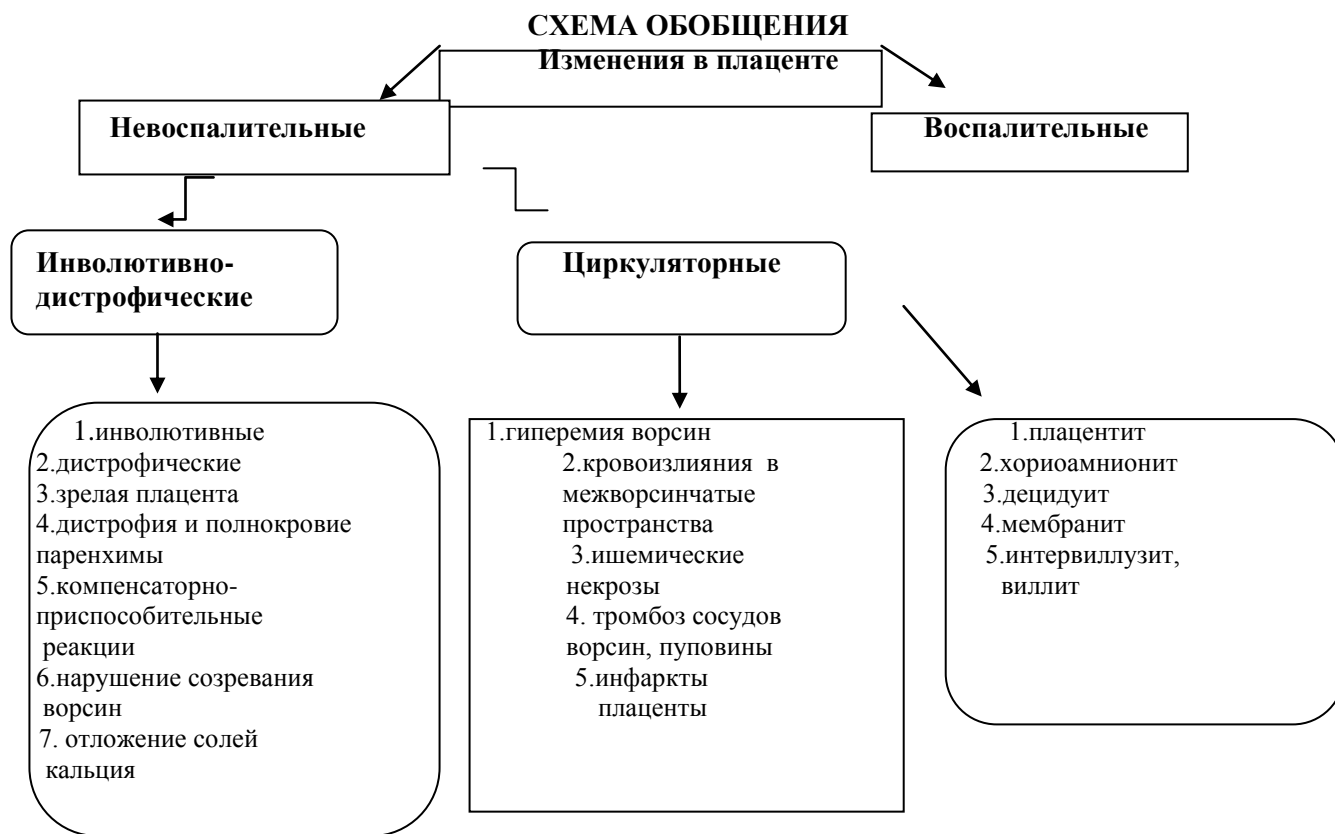 СХЕМА ОБОБЩЕНИЯ
Изменения в плаценте
Невоспалительные
Воспалительные
Инволютивно-
дистрофические
Циркуляторные
1.инволютивные
2.дистрофические
3.зрелая плацента
4.дистрофия и полнокровие
паренхимы
5.компенсаторно-
приспособительные
реакции
6.нарушение созревания
ворсин
7. отложение солей
кальция
1.гиперемия ворсин
2.кровоизлияния в
межворсинчатые
пространства
3.ишемические
некрозы
4. тромбоз сосудов
ворсин, пуповины
5.инфаркты
плаценты
1.плацентит
2.хориоамнионит
3.децидуит
4.мембранит
5.интервиллузит,
виллит